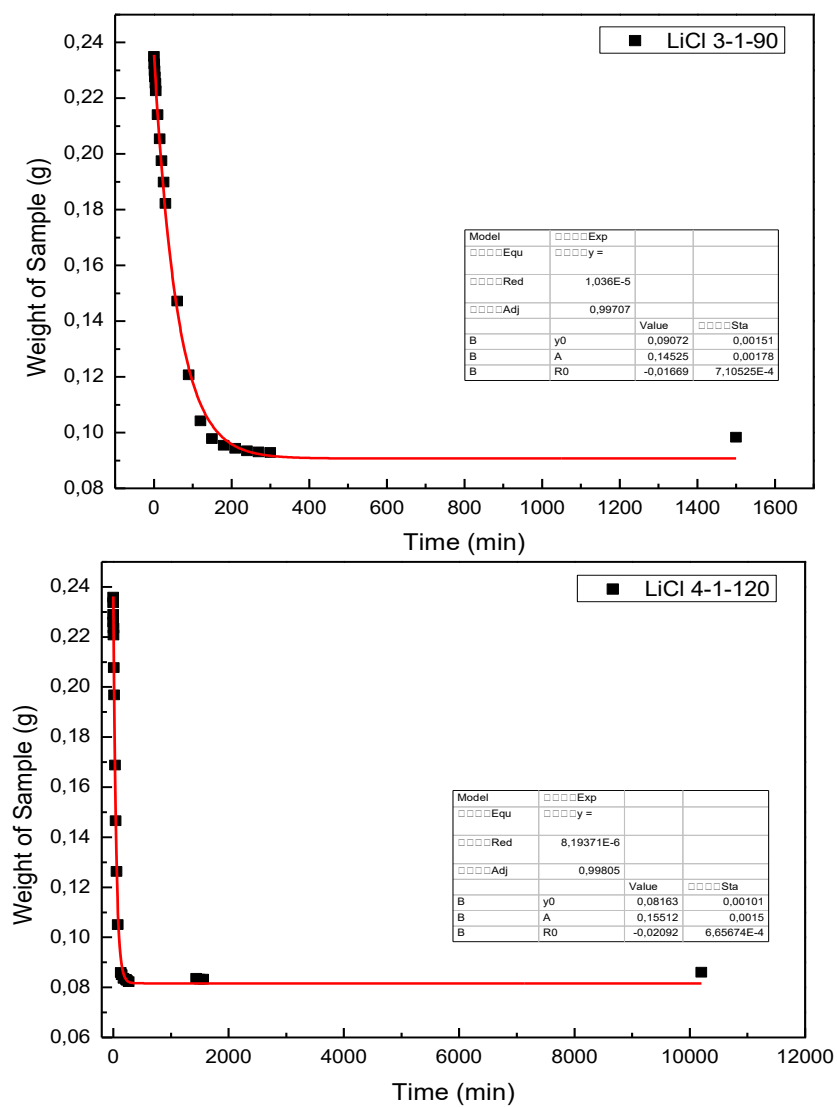 LiCl 3-1-90
0,24
0,22
0,20
0,18
0,16
0,14
0,12
0,10
0,08
Weight of Sample (g)
Model □□□□Exp
□□□□Equ □□□□y =
□□□□Red 1,036E-5
□□□□Adj 0,99707
Value □□□□Sta
B y0 0,09072 0,00151
B A 0,14525 0,00178
B R0 -0,01669 7,10525E-4
0 200 400 600 800 1000 1200 1400 1600
Time (min)
LiCl 4-1-120
0,24
0,22
0,20
0,18
0,16
0,14
0,12
0,10
0,08
0,06
Weight of Sample (g)
Model □□□□Exp
□□□□Equ □□□□y =
□□□□Red 8,19371E-6
□□□□Adj 0,99805
Value □□□□Sta
B y0 0,08163 0,00101
B A 0,15512 0,0015
B R0 -0,02092 6,65674E-4
0 2000 4000 6000 8000 10000 12000
Time (min)